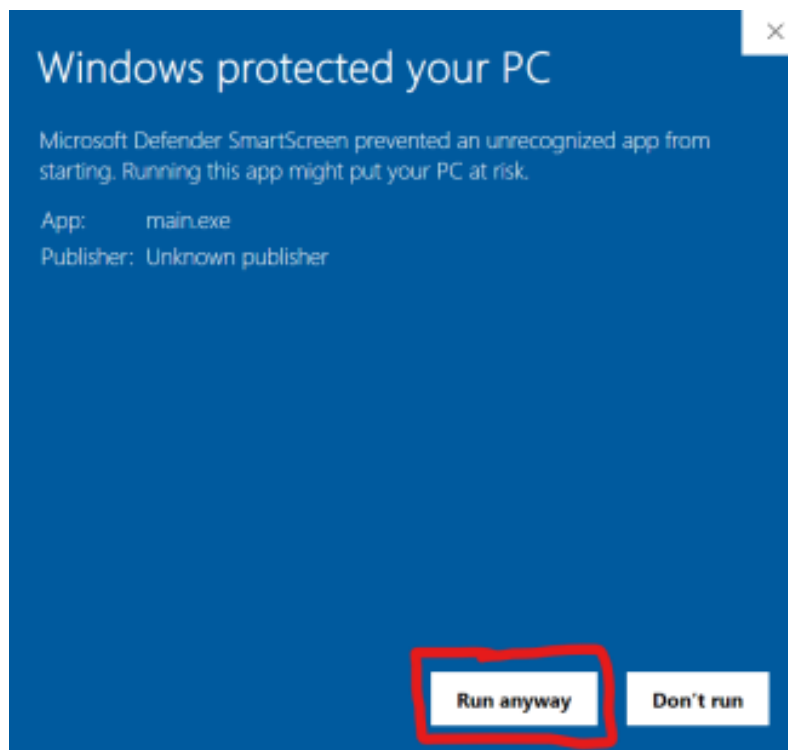 Windows protected your PC
Microsoft Defender SmartScreen prevented an unrecognized app from
starting. Running this app might put your PC at risk.
App: main.exe
Publisher: Unknown publisher
Run anyway Don't run